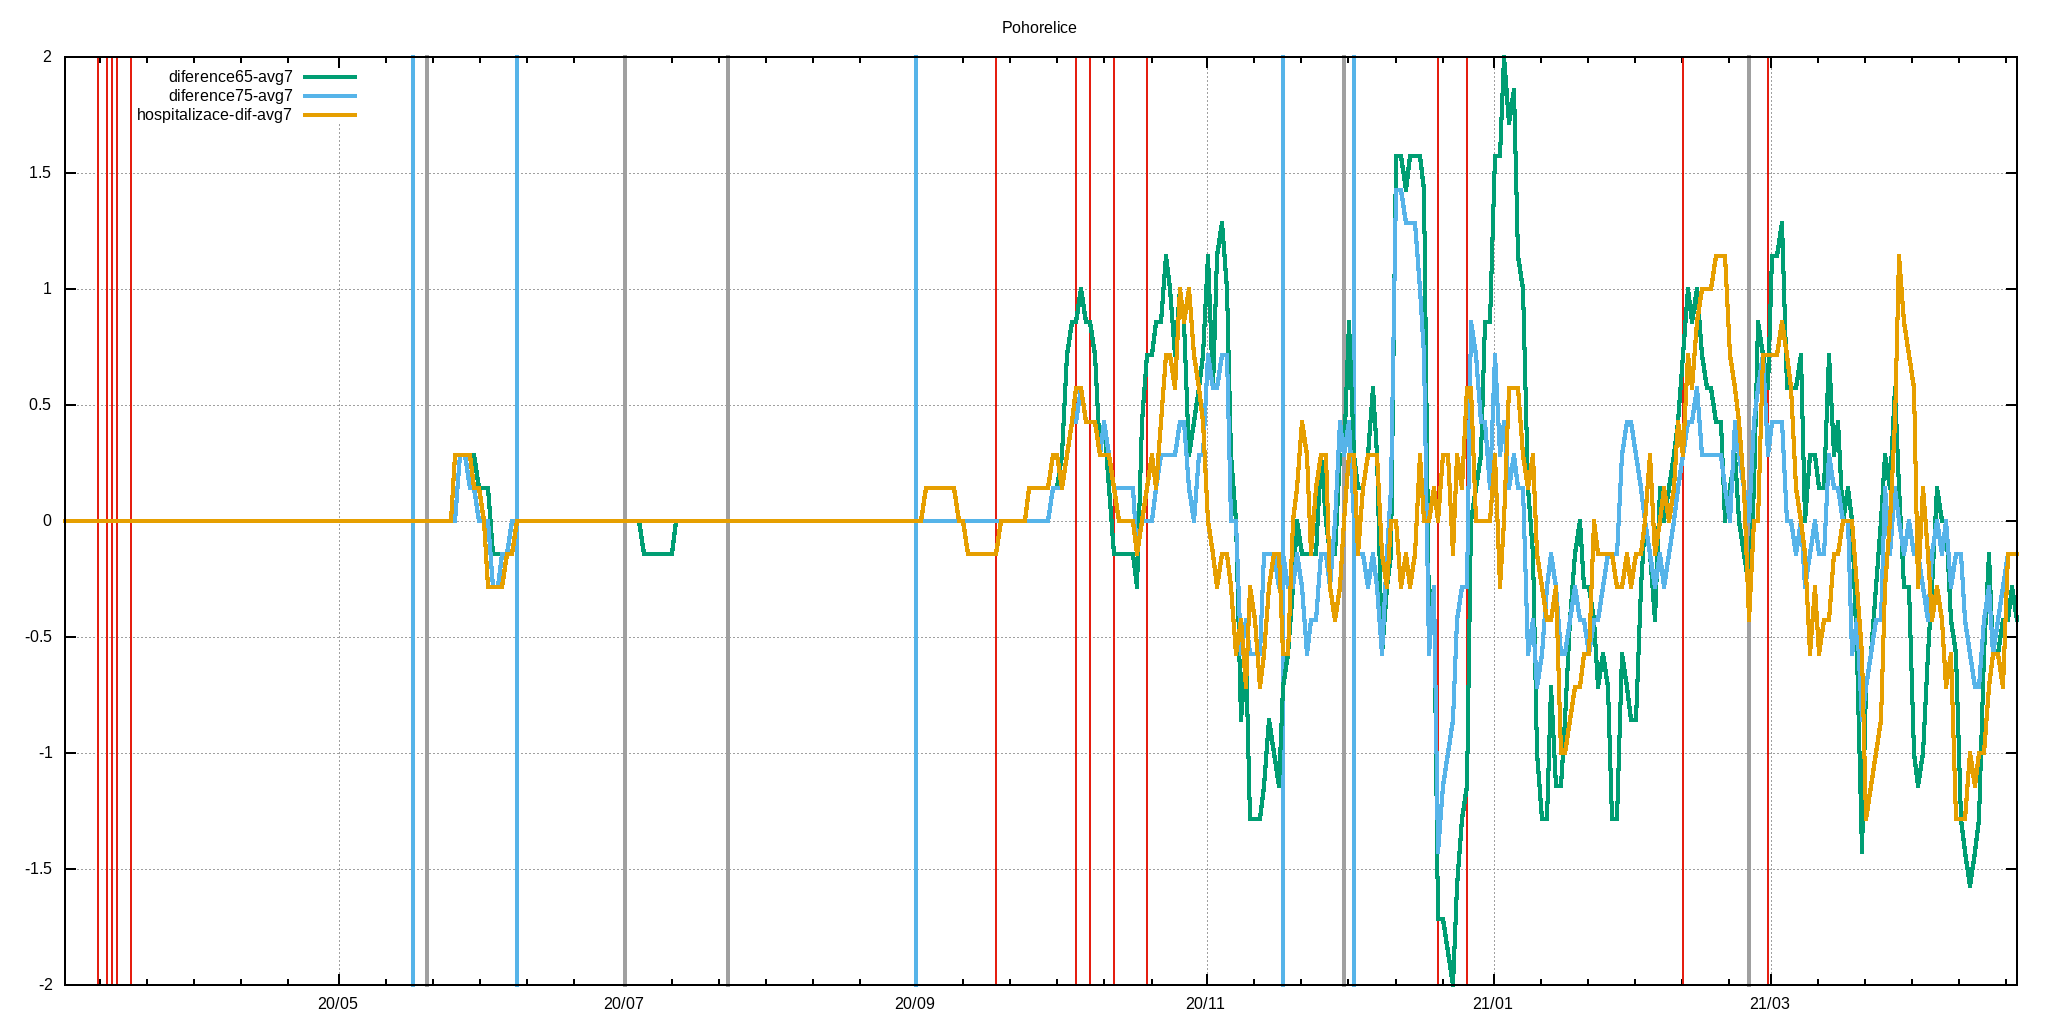 Pohorelice
2
diference65-avg7
diference75-avg7
hospitalizace-dif-avg7
1.5
1
0.5
0
-0.5
-1
-1.5
-2
20/05 20/07 20/09 20/11 21/01 21/03